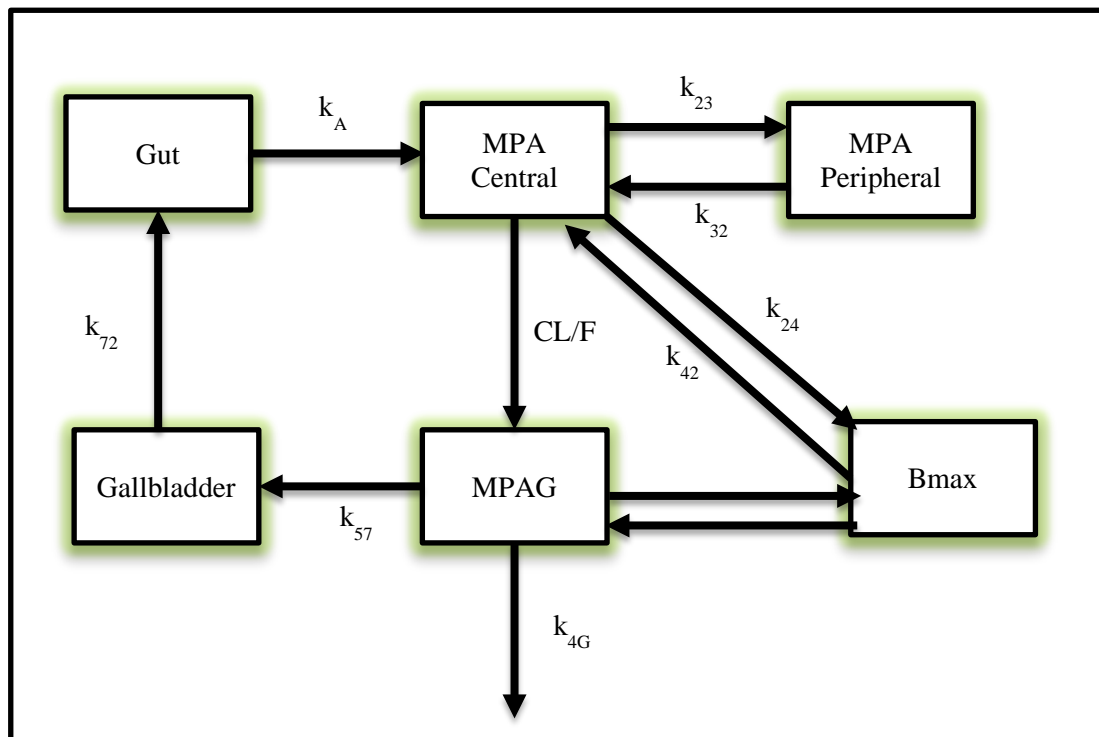 k_A
k_23
Gut
MPA
Central
MPA
Peripheral
k_32
k_72
CL/F
k_24
k_42
Gallbladder
MPAG
Bmax
k_57
k_4G